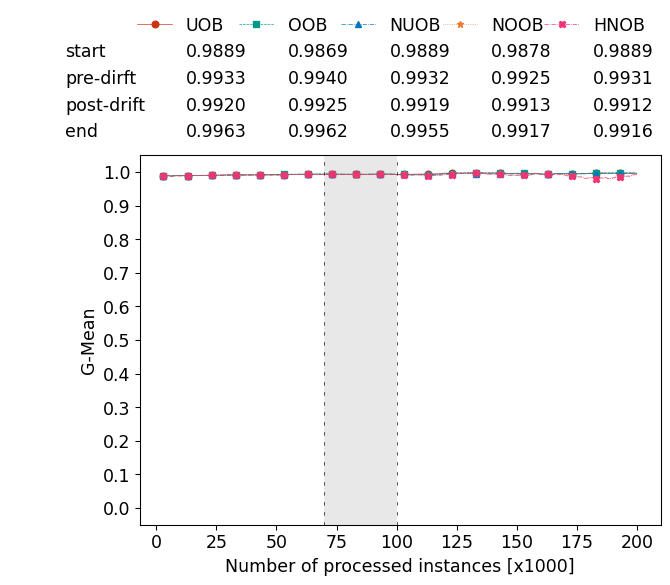 UOB OOB NUOB NOOB HNOB
start 0.9889 0.9869 0.9889 0.9878 0.9889
pre-dirft 0.9933 0.9940 0.9932 0.9925 0.9931
post-drift 0.9920 0.9925 0.9919 0.9913 0.9912
end 0.9963 0.9962 0.9955 0.9917 0.9916
1.0
0.9
0.8
0.7
0.6
0.5
0.4
0.3
0.2
0.1
0.0
G-Mean
0 25 50 75 100 125 150 175 200
Number of processed instances [x1000]